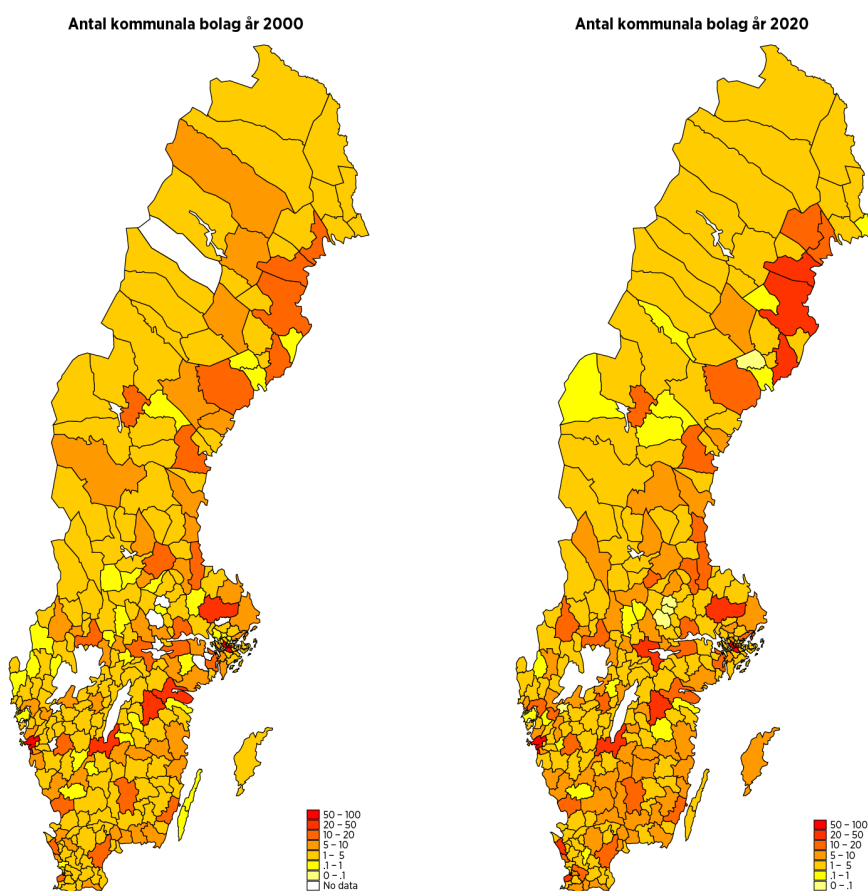 Antal kommunala bolag år 2000
Antal kommunala bolag år 2020
50 – 100
20 – 50
10 – 20
5 – 10
1 – 5
.1 – 1
0 – .1
No data
50 – 100
20 – 50
10 – 20
5 – 10
1 – 5
.1 – 1
0 – .1